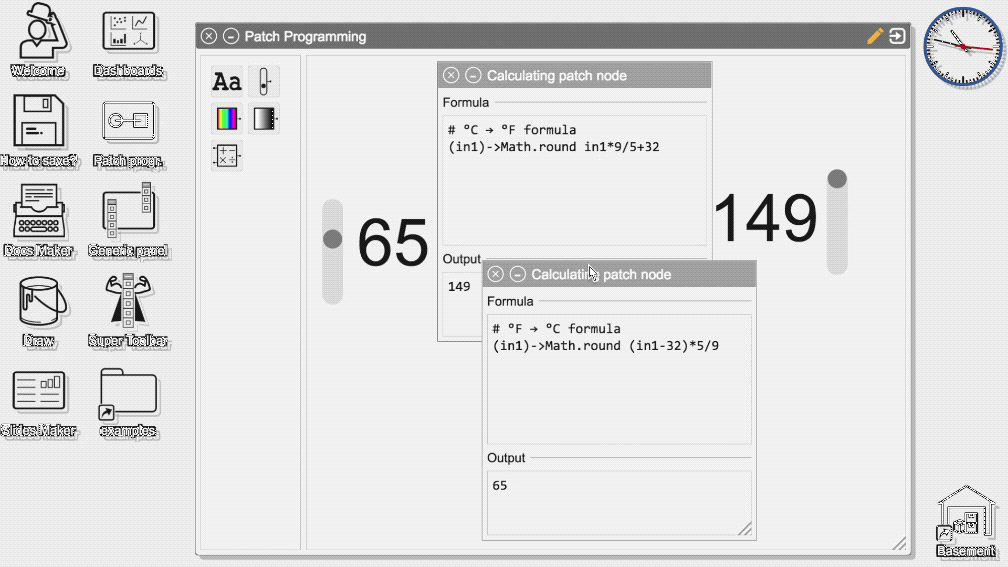 Welcome
Dashboards
How to save?
Patch progr.
Docs Maker
Generic panel
Draw
Super Toolbar
Slides Maker
examples
Patch Programming
Aa
65
Calculating patch node
Formula
# °C → °F formula
(in1)->Math.round in1*9/5+32
Output
149
149
Calculating patch node
Formula
# °F → °C formula
(in1)->Math.round (in1-32)*5/9
Output
65
Basement